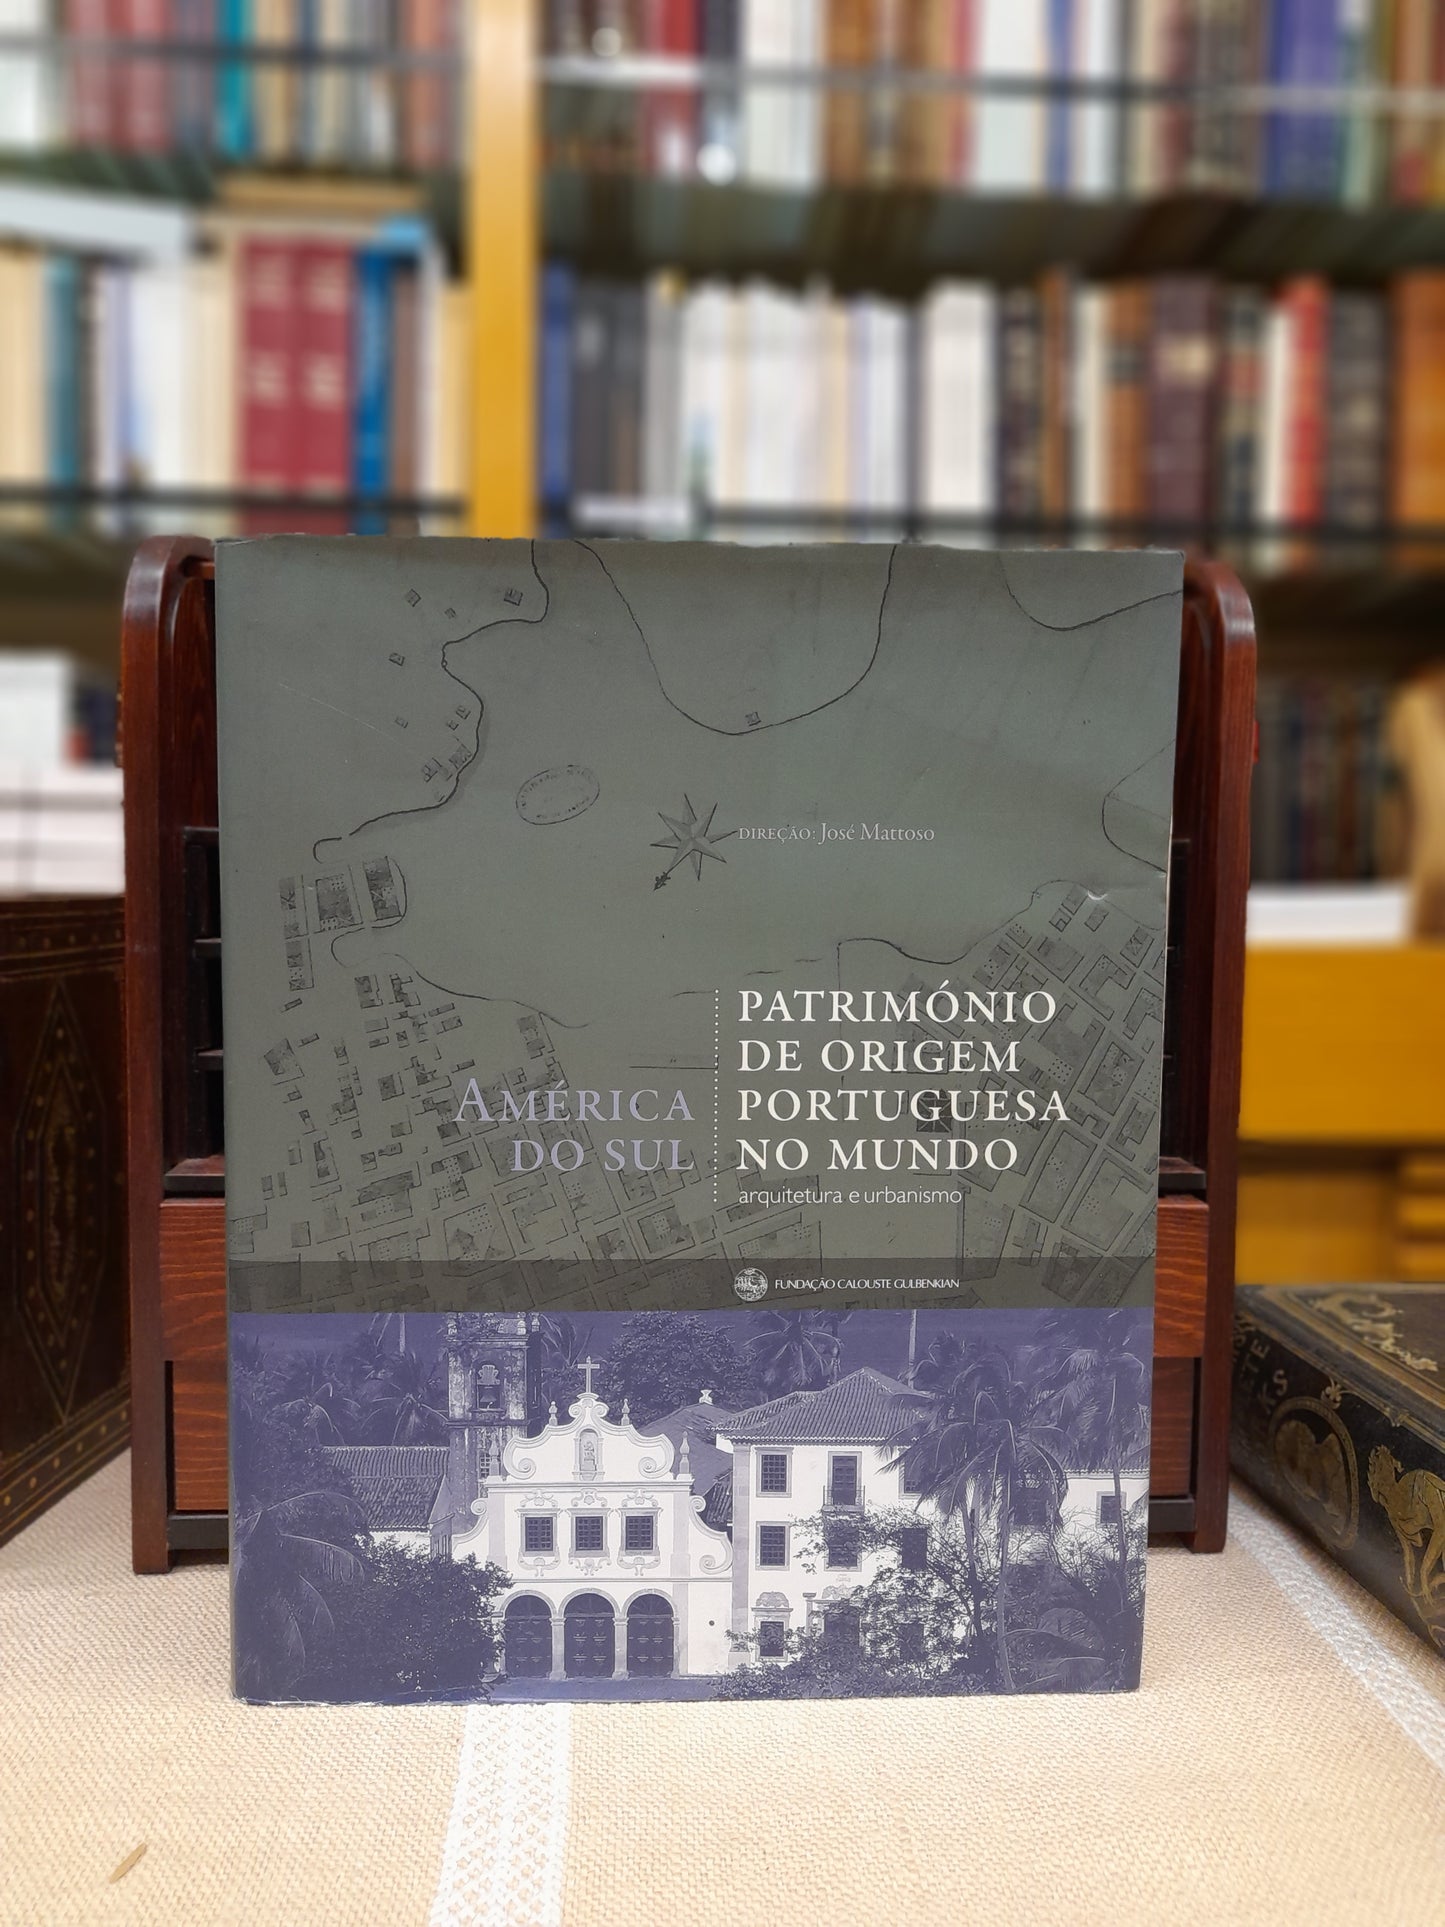 DIREÇÃO: José Mattoso
AMÉRICA
DO SUL
PATRIMÓNIO
DE ORIGEM
PORTUGUESA
NO MUNDO
arquitetura e urbanismo
FUNDAÇÃO CALOUSTE GULBENKIAN